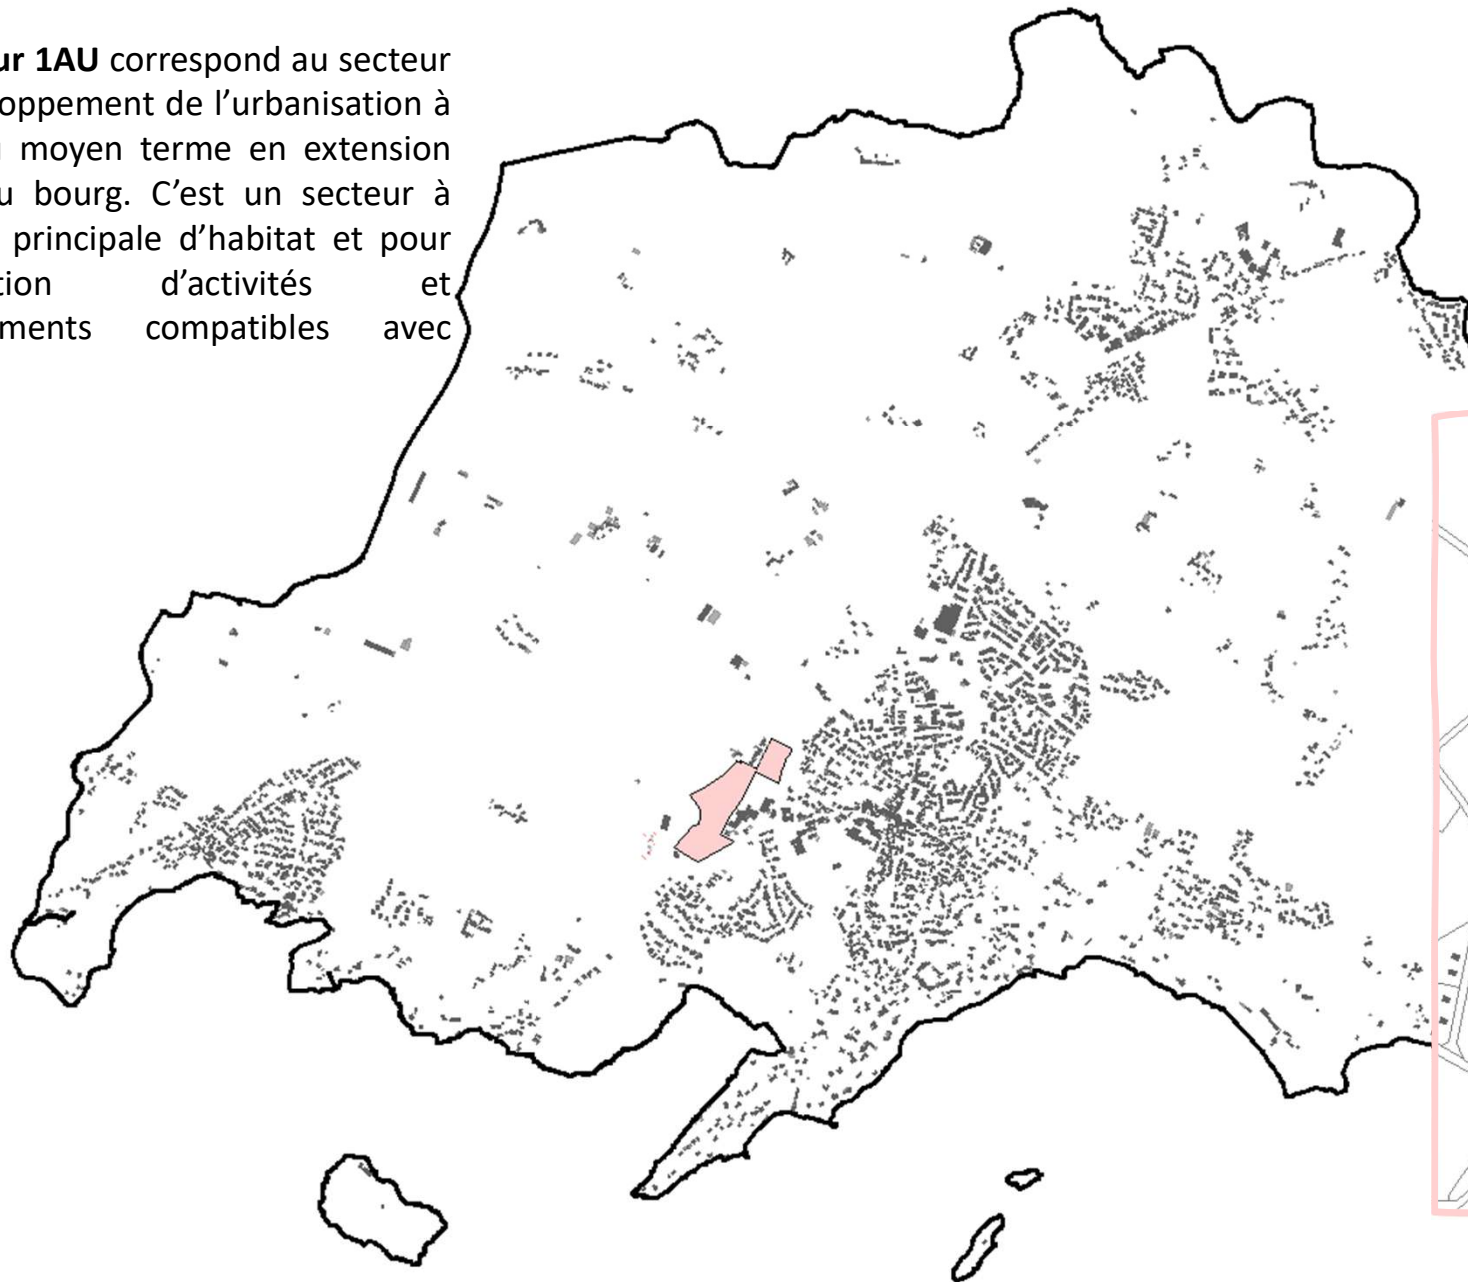 ur 1AU correspond au secteur
oppement de l’urbanisation à
moyen terme en extension
u bourg. C’est un secteur à
principale d’habitat et pour
tion d’activités et
ments compatibles avec